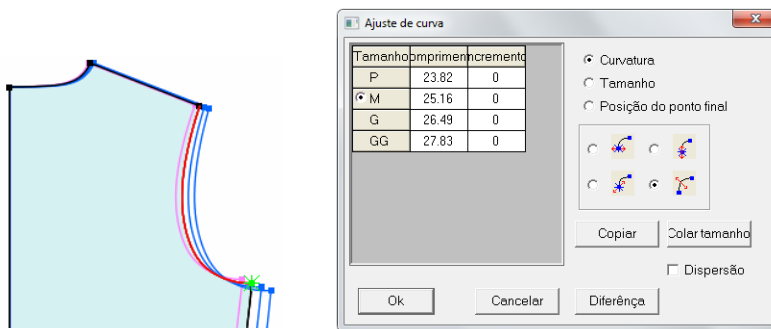 Ajuste de curva
Tamanho omprimen ncremento
P 23.82 0
M 25.16 0
G 26.49 0
GG 27.83 0
Curvatura
Tamanho
Posição do ponto final
Copiar Colar tamanho
Dispersão
Ok Cancelar Diferênça